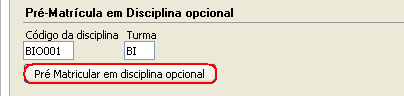 Pré-Matrícula em Disciplina opcional
Código da disciplina Turma
BIO001 BI
Pré Matricular em disciplina opcional